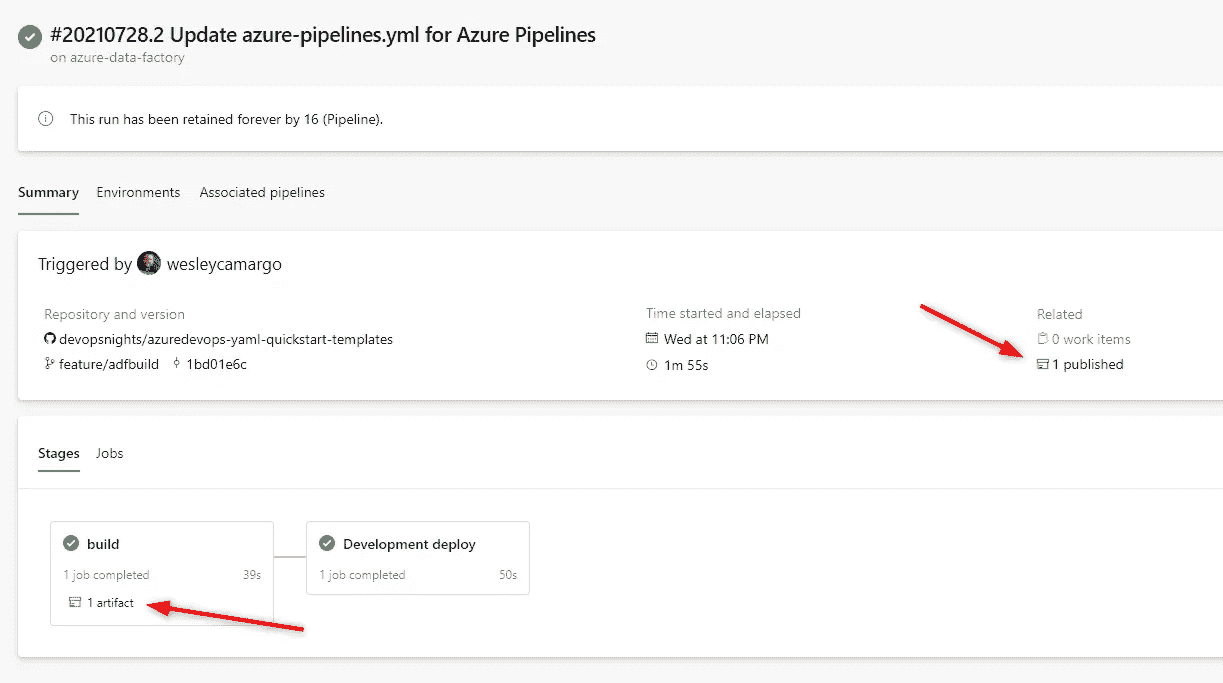 #20210728.2 Update azure-pipelines.yml for Azure Pipelines
on azure-data-factory
This run has been retained forever by 16 (Pipeline).
Summary Environments Associated pipelines
Triggered by wesleycamargo
Repository and version
devopsnights/azuredevops-yaml-quickstart-templates
feature/adfbuild 1bd01e6c
Time started and elapsed
Wed at 11:06 PM
1m 55s
Related
0 work items
1 published
Stages Jobs
build
1 job completed 39s
1 artifact
Development deploy
1 job completed 50s